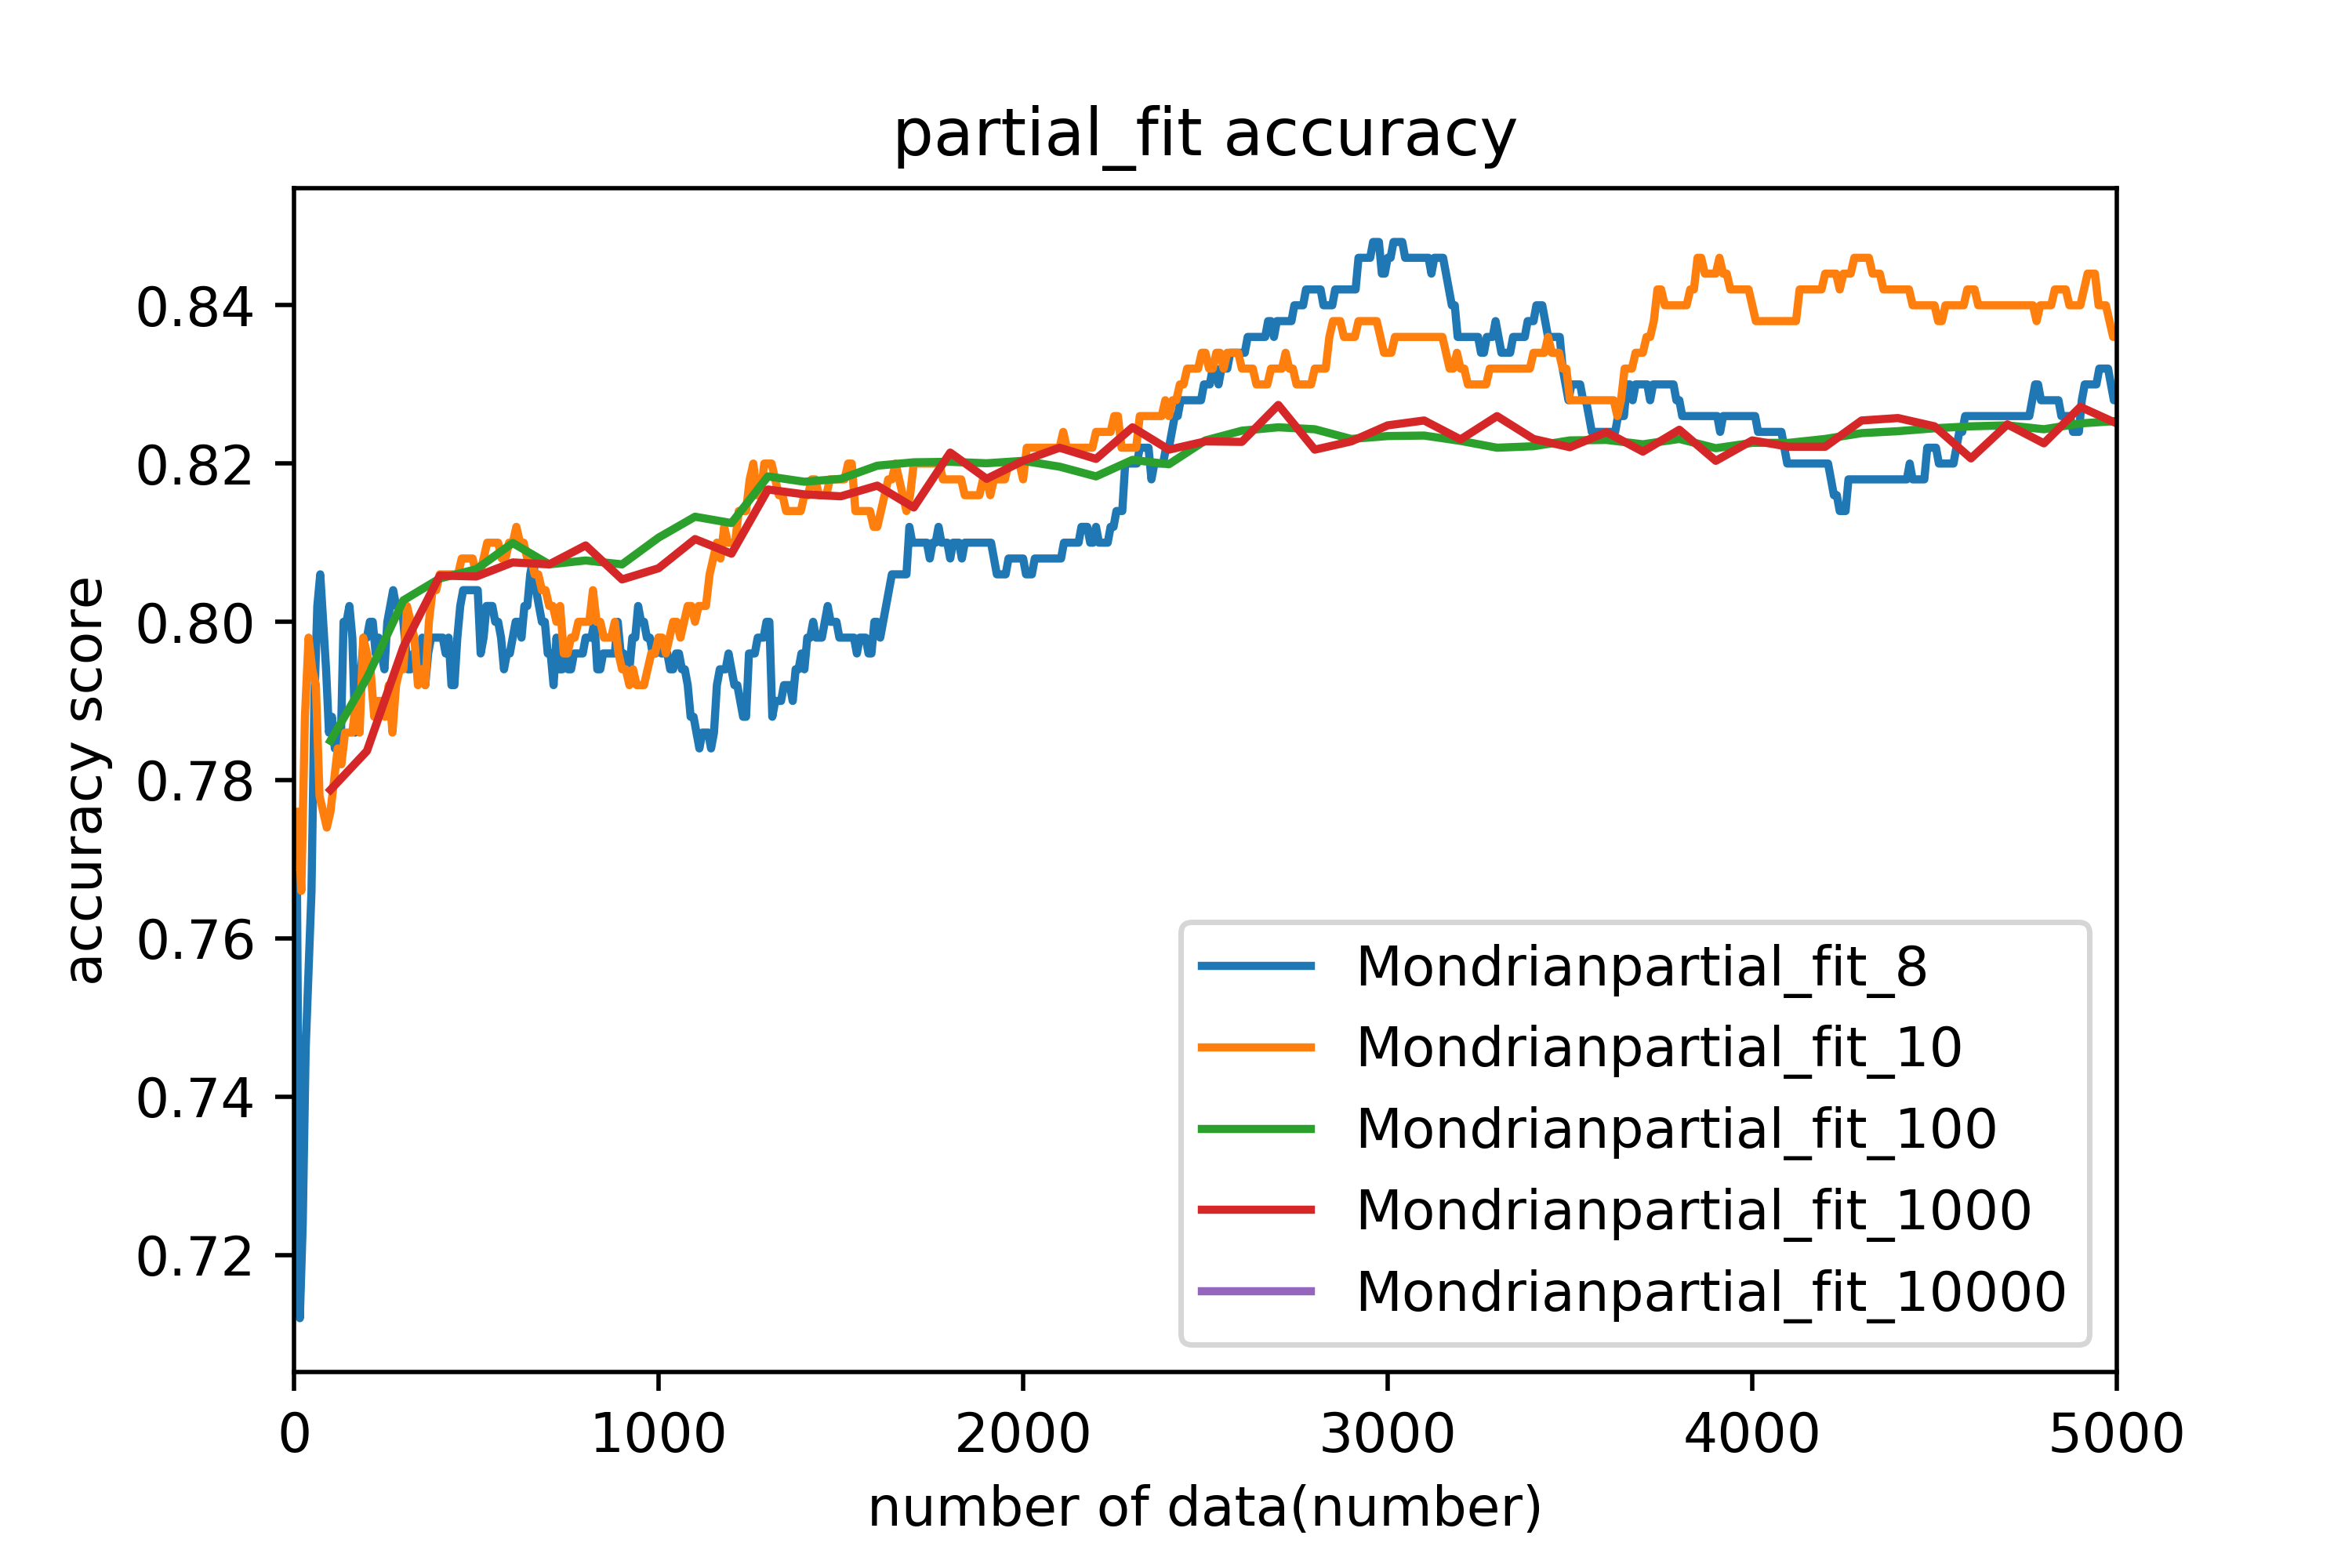 partial_fit accuracy
accuracy score
0.84
0.82
0.80
0.78
0.76
0.74
0.72
Mondrianpartial_fit_8
Mondrianpartial_fit_10
Mondrianpartial_fit_100
Mondrianpartial_fit_1000
Mondrianpartial_fit_10000
0 1000 2000 3000 4000 5000
number of data(number)